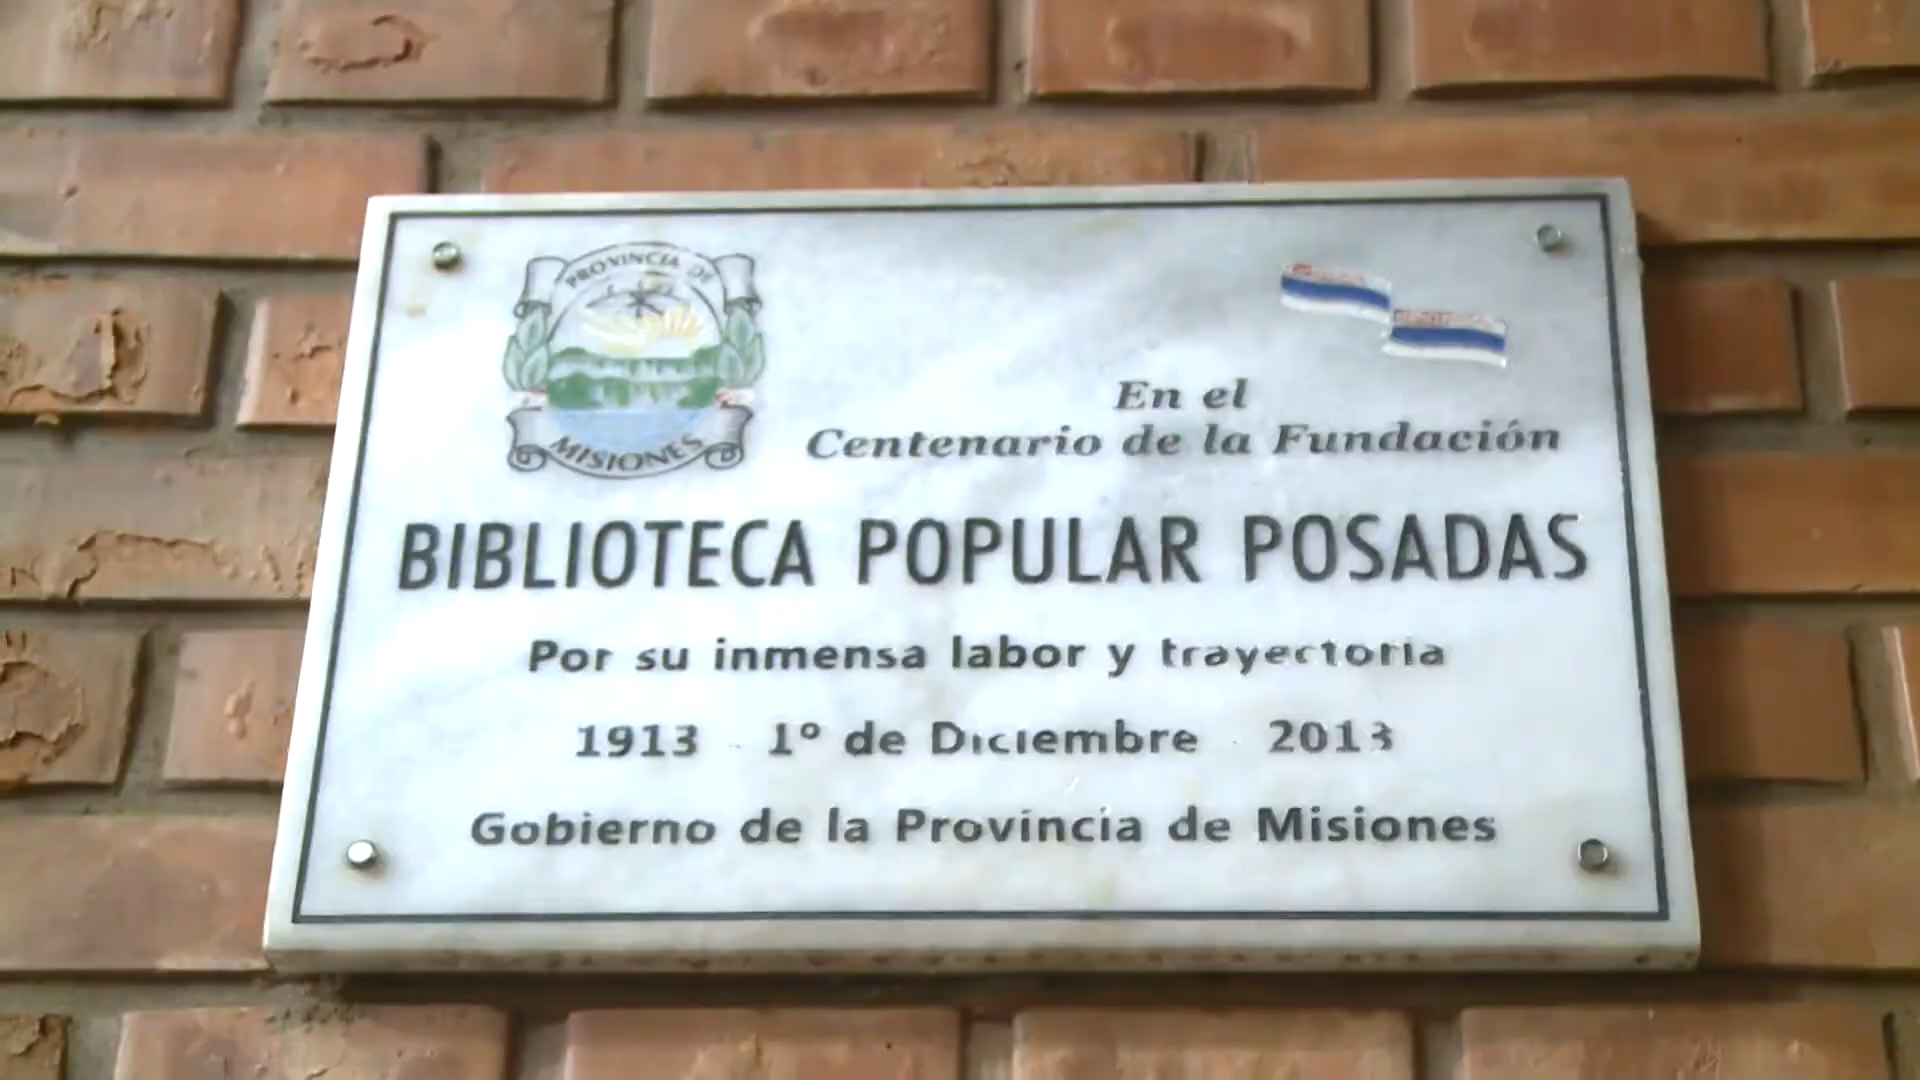 PROVINCIA DE
MISIONES
En el
Centenario de la Fundación
BIBLIOTECA POPULAR POSADAS
Por su inmensa labor y trayectoria
1913 - 1º de Diciembre - 2013
Gobierno de la Provincia de Misiones